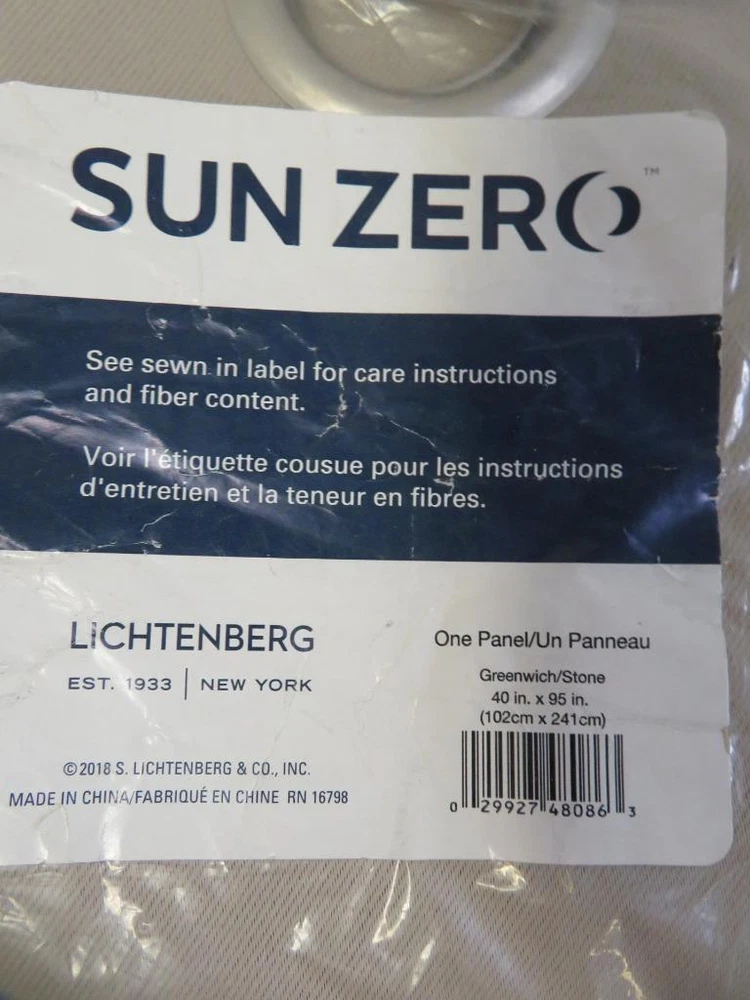 SUN ZERO™
See sewn in label for care instructions
and fiber content.
Voir l'étiquette cousue pour les instructions
d'entretien et la teneur en fibres.
LICHTENBERG
EST. 1933 | NEW YORK
©2018 S. LICHTENBERG & CO., INC.
MADE IN CHINA/FABRIQUÉ EN CHINE RN 16798
One Panel/Un Panneau
Greenwich/Stone
40 in. x 95 in.
(102cm x 241cm)
0 29927 48086 3